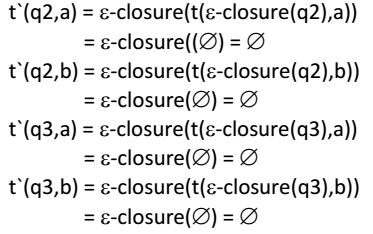 t`(q2,a) = ε-closure(t(ε-closure(q2),a))
= ε-closure((∅) = ∅
t`(q2,b) = ε-closure(t(ε-closure(q2),b))
= ε-closure(∅) = ∅
t`(q3,a) = ε-closure(t(ε-closure(q3),a))
= ε-closure(∅) = ∅
t`(q3,b) = ε-closure(t(ε-closure(q3),b))
= ε-closure(∅) = ∅